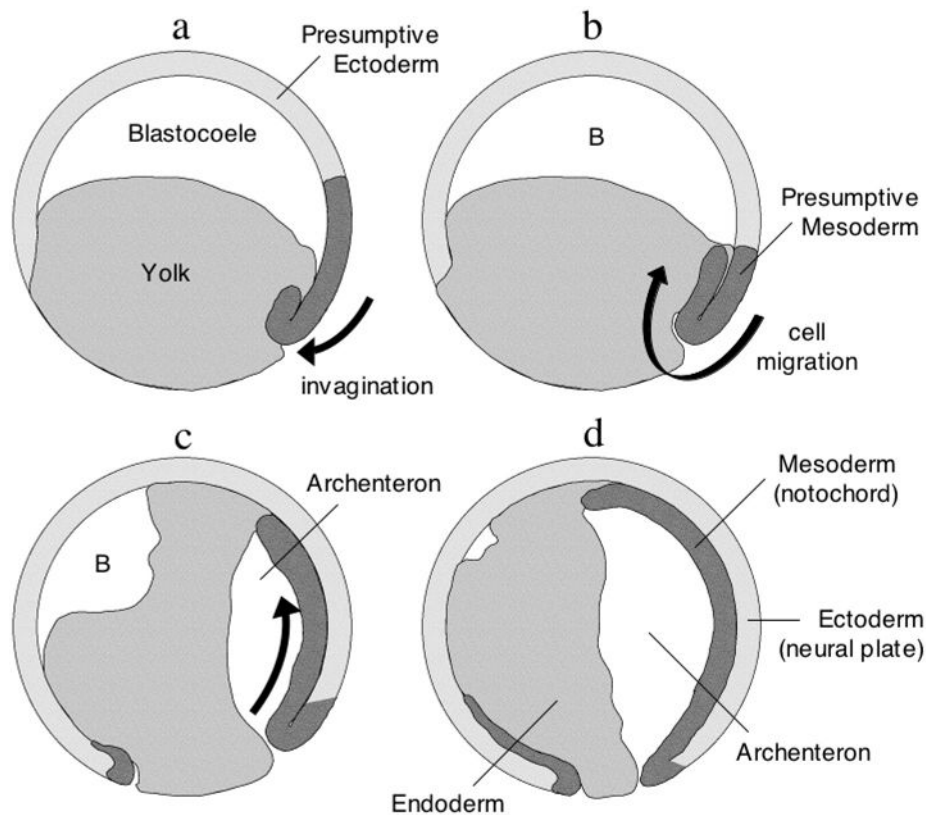 a
Presumptive
Ectoderm
Blastocoele
Yolk
invagination
b
B
Presumptive
Mesoderm
cell
migration
c
Archenteron
B
d
Mesoderm
(notochord)
Ectoderm
(neural plate)
Archenteron
Endoderm